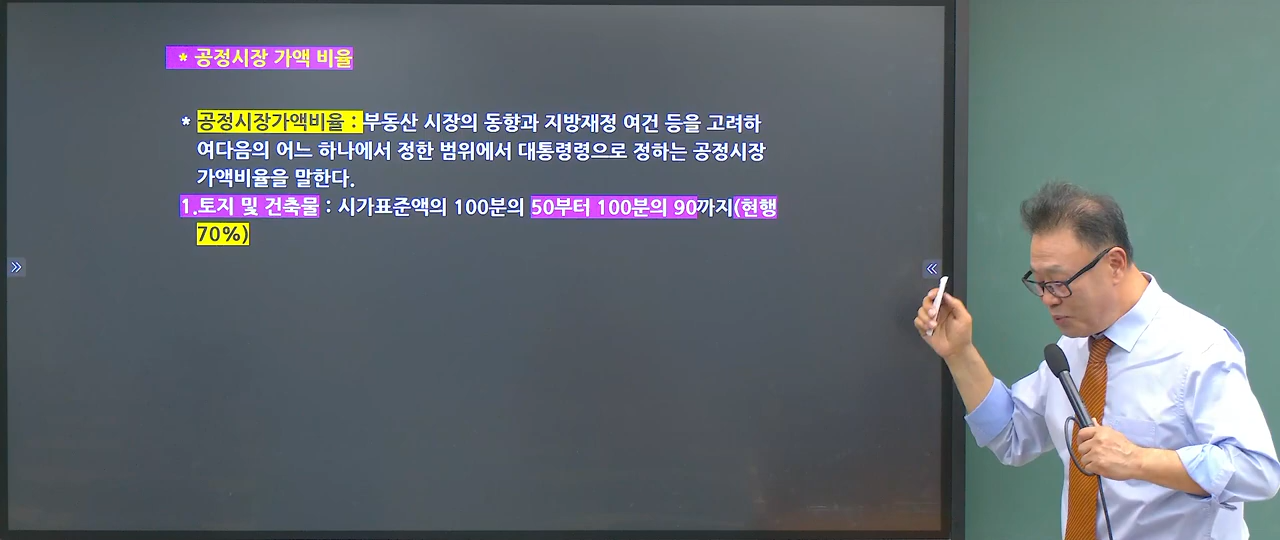 * 공정시장 가액 비율
* 공정시장가액비율 : 부동산 시장의 동향과 지방재정 여건 등을 고려하
여다음의 어느 하나에서 정한 범위에서 대통령령으로 정하는 공정시장
가액비율을 말한다.
1.토지 및 건축물 : 시가표준액의 100분의 50부터 100분의 90까지(현행
70%)